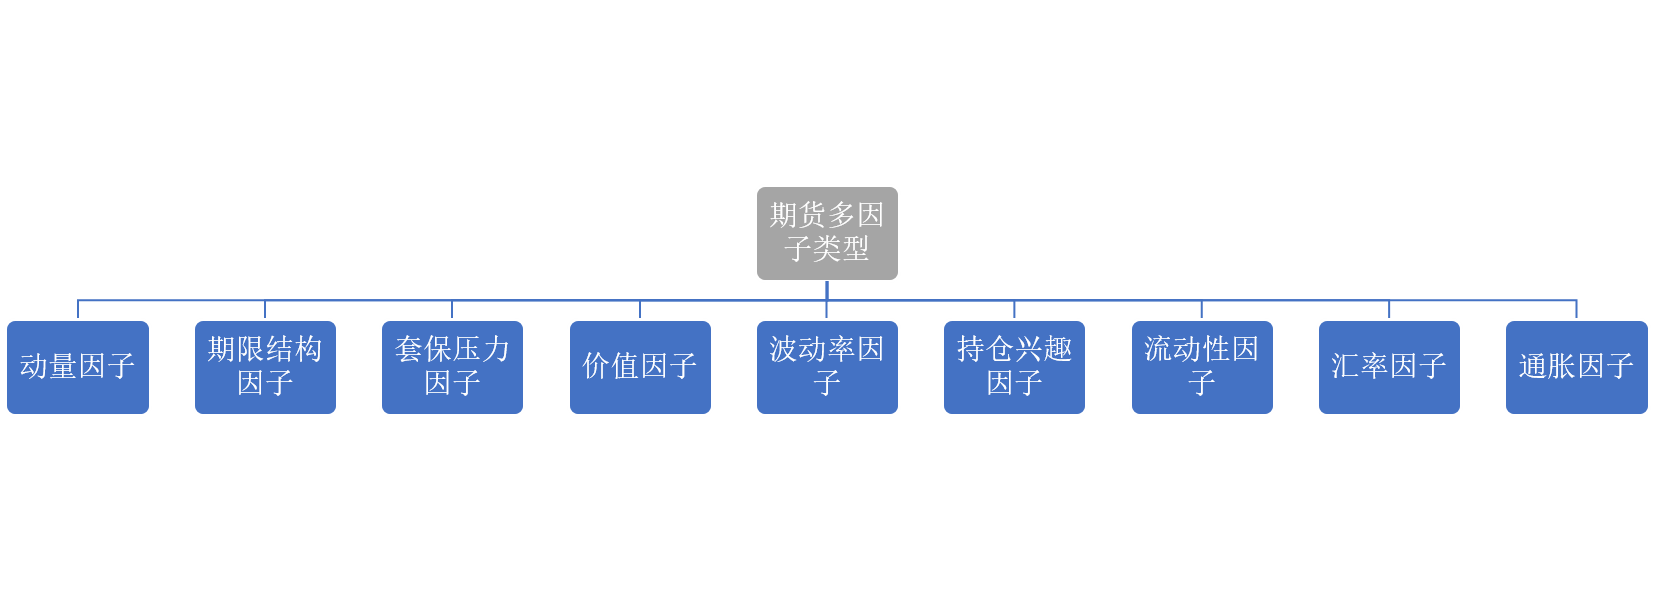 期货多因
子类型
动量因子
期限结构
因子
套保压力
因子
价值因子
波动率因
子
持仓兴趣
因子
流动性因
子
汇率因子
通胀因子